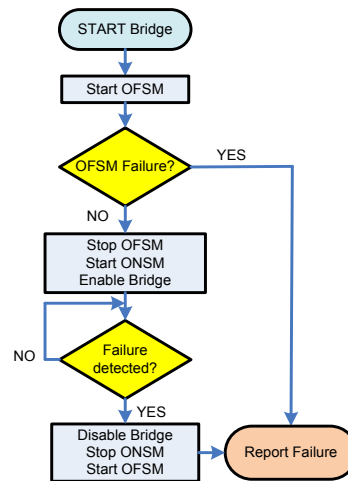 START Bridge
Start OFSM
OFSM Failure?
YES
NO
Stop OFSM
Start ONSM
Enable Bridge
NO
Failure
detected?
YES
Disable Bridge
Stop ONSM
Start OFSM
Report Failure